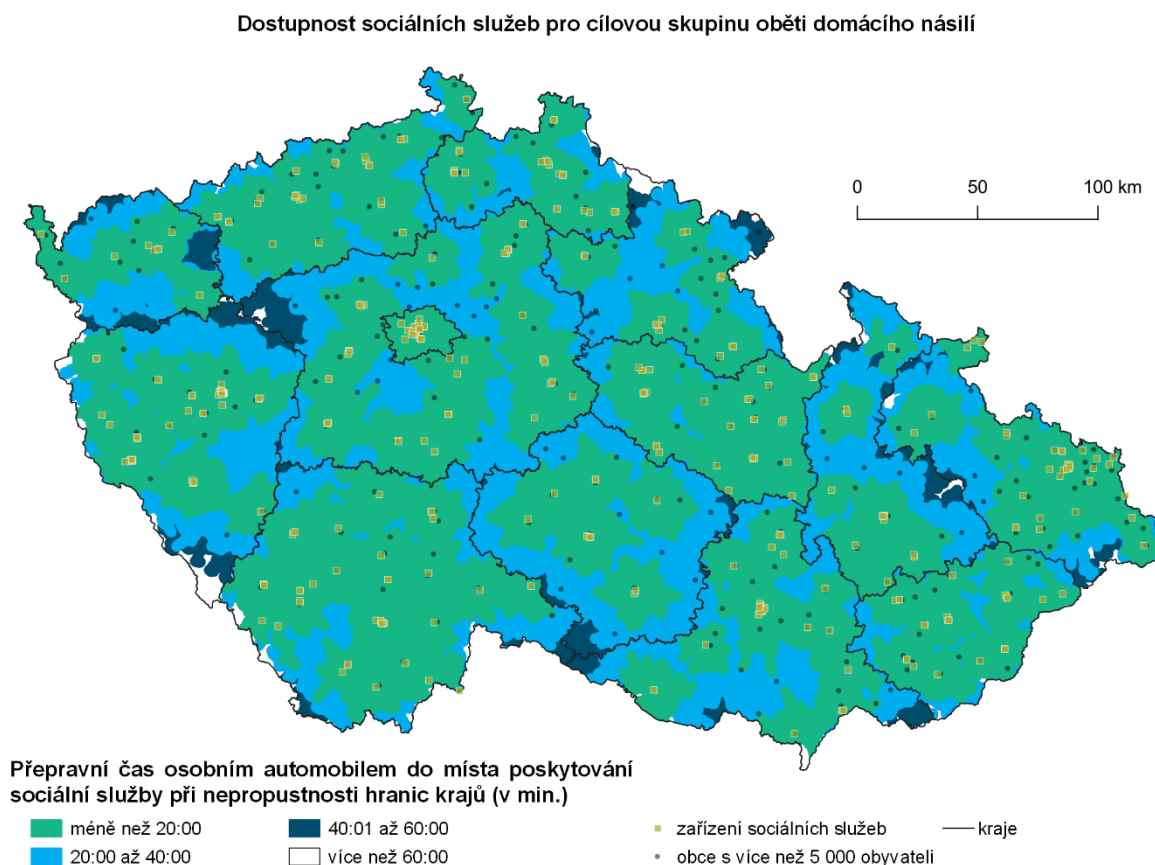 Dostupnost sociálních služeb pro cílovou skupinu oběti domácího násilí
0 50 100 km
Přepravní čas osobním automobilem do místa poskytování
sociální služby při nepropustnosti hranic krajů (v min.)
méně než 20:00
40:01 až 60:00
zařízení sociálních služeb
kraje
20:00 až 40:00
více než 60:00
obce s více než 5 000 obyvateli